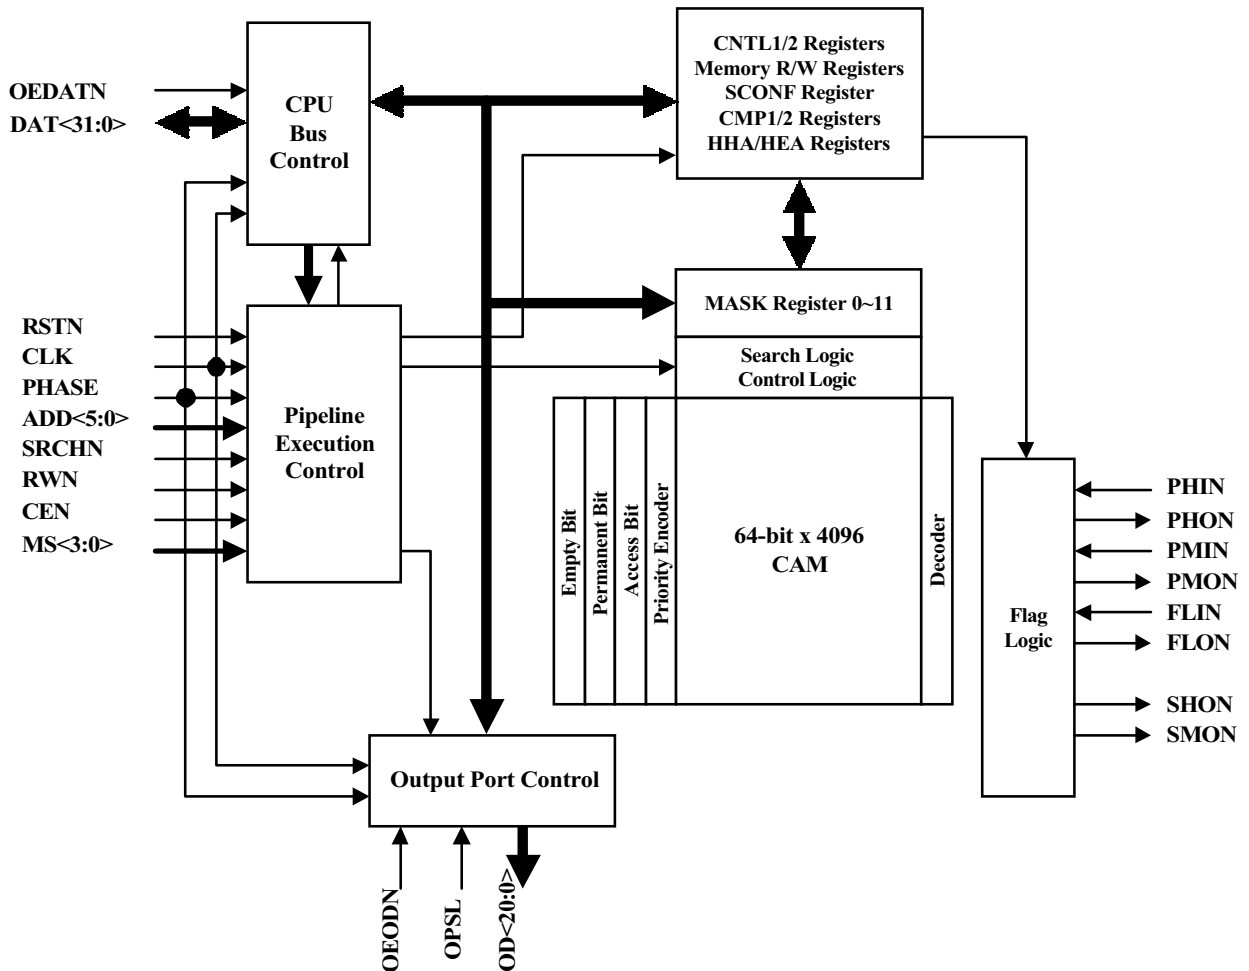 OEDATN
DAT<31:0>
CPU
Bus
Control
CNTL1/2 Registers
Memory R/W Registers
SCONF Register
CMP1/2 Registers
HHA/HEA Registers
MASK Register 0~11
Search Logic
Control Logic
RSTN
CLK
PHASE
ADD<5:0>
SRCHN
RWN
CEN
MS<3:0>
Pipeline
Execution
Control
Empty Bit
Permanent Bit
Access Bit
Priority Encoder
64-bit x 4096
CAM
Decoder
Flag
Logic
PHIN
PHON
PMIN
PMON
FLIN
FLON
SHON
SMON
Output Port Control
OEODN
OPSL
OD<20:0>